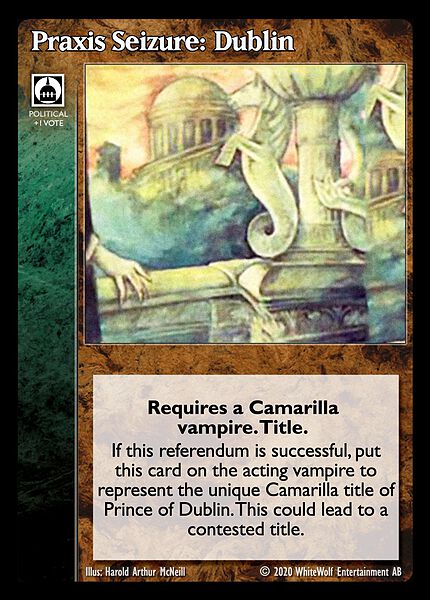 Praxis Seizure: Dublin
POLITICAL
+1 VOTE
Requires a Camarilla
vampire.Title.
If this referendum is successful, put
this card on the acting vampire to
represent the unique Camarilla title of
Prince of Dublin.This could lead to a
contested title.
Illus: Harold Arthur McNeill
© 2020 WhiteWolf Entertainment AB